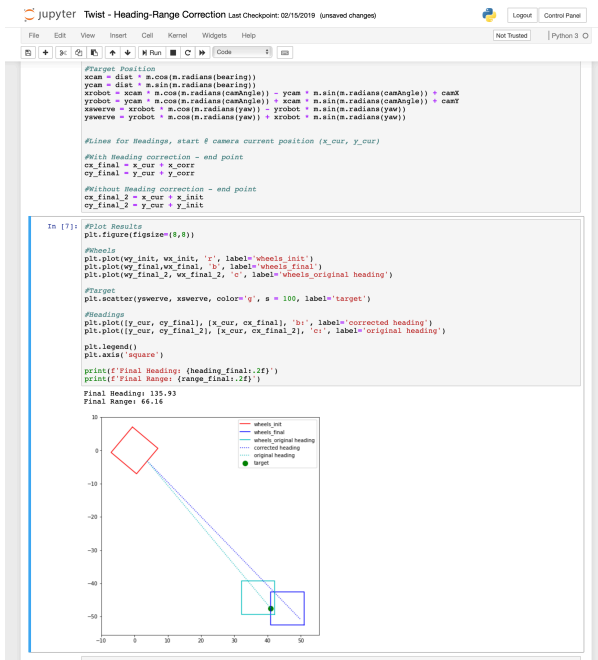 jupyter Twist - Heading-Range Correction Last Checkpoint: 02/15/2019 (unsaved changes)
Logout Control Panel
File Edit View Insert Cell Kernel Widgets Help Not Trusted Python 3
Run C Code
#Target Position
xcam = dist * m.cos(m.radians(bearing))
ycam = dist * m.sin(m.radians(bearing))
xrobot = xcam * m.cos(m.radians(camAngle)) - ycam * m.sin(m.radians(camAngle)) + camX
yrobot = ycam * m.cos(m.radians(camAngle)) + xcam * m.sin(m.radians(camAngle)) + camY
xswerve = xrobot * m.cos(m.radians(yaw)) - yrobot * m.sin(m.radians(yaw))
yswerve = yrobot * m.cos(m.radians(yaw)) + xrobot * m.sin(m.radians(yaw))
#Lines for Headings, start @ camera current position (x_cur, y_cur)
#With Heading correction - end point
cx_final = x_cur + x_corr
cy_final = y_cur + y_corr
#Without Heading correction - end point
cx_final_2 = x_cur + x_init
cy_final_2 = y_cur + y_init
In [7]: #Plot Results
plt.figure(figsize=(8,8))
#Wheels
plt.plot(wy_init, wx_init, 'r', label='wheels_init')
plt.plot(wy_final,wx_final, 'b', label='wheels_final')
plt.plot(wy_final_2, wx_final_2, 'c', label='wheels_original heading')
#Target
plt.scatter(yswerve, xswerve, color='g', s = 100, label='target')
#Headings
plt.plot([y_cur, cy_final], [x_cur, cx_final], 'b:', label='corrected heading')
plt.plot([y_cur, cy_final_2], [x_cur, cx_final_2], 'c:', label='original heading')
plt.legend()
plt.axis('square')
print(f'Final Heading: {heading_final:.2f}')
print(f'Final Range: {range_final:.2f}')
Final Heading: 135.93
Final Range: 66.16
wheels_init
wheels_final
wheels_original heading
corrected heading
original heading
target
10
0
−10
−20
−30
−40
−50
−10 0 10 20 30 40 50